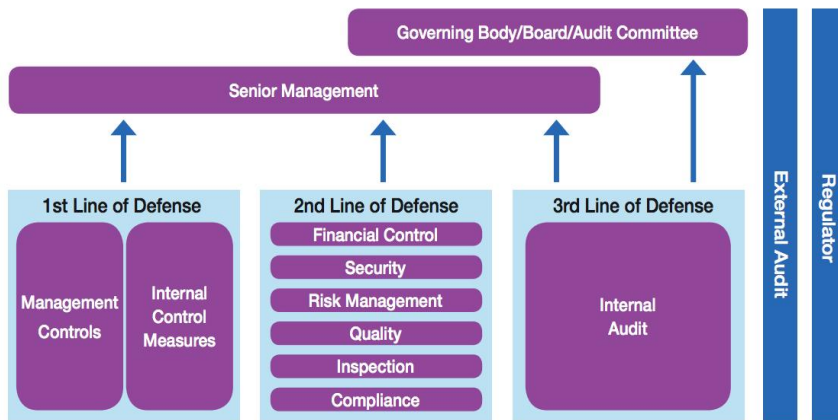 Governing Body/Board/Audit Committee
Senior Management
1st Line of Defense
Management
Controls
Internal
Control
Measures
2nd Line of Defense
Financial Control
Security
Risk Management
Quality
Inspection
Compliance
3rd Line of Defense
Internal
Audit
External Audit
Regulator